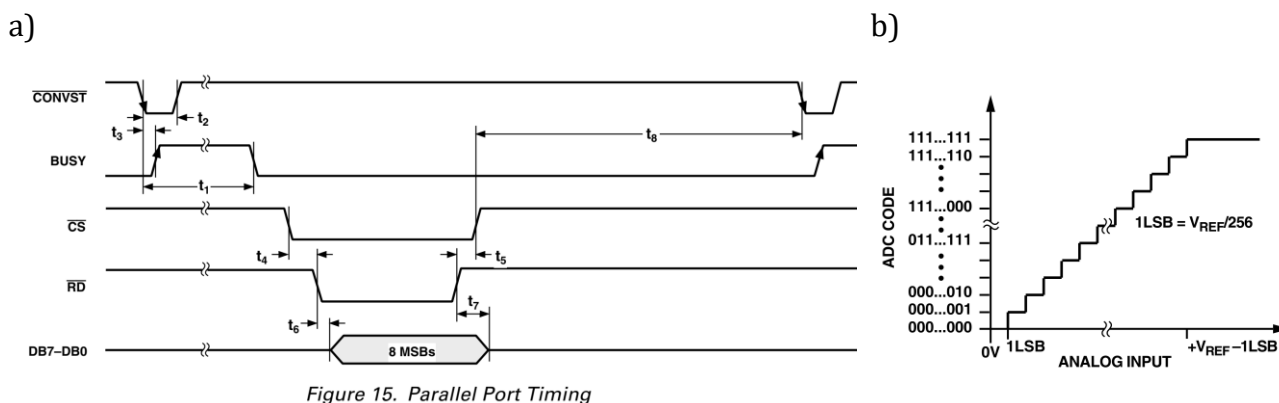 a)
CONVST
t3
t2
t8
BUSY
t1
CS
t4
t5
RD
t7
t6
DB7–DB0
8 MSBs
Figure 15. Parallel Port Timing
b)
ADC CODE
111...111
111...110
111...000
1LSB = VREF/256
011...111
000...010
000...001
000...000
0V
1LSB
+VREF –1LSB
ANALOG INPUT